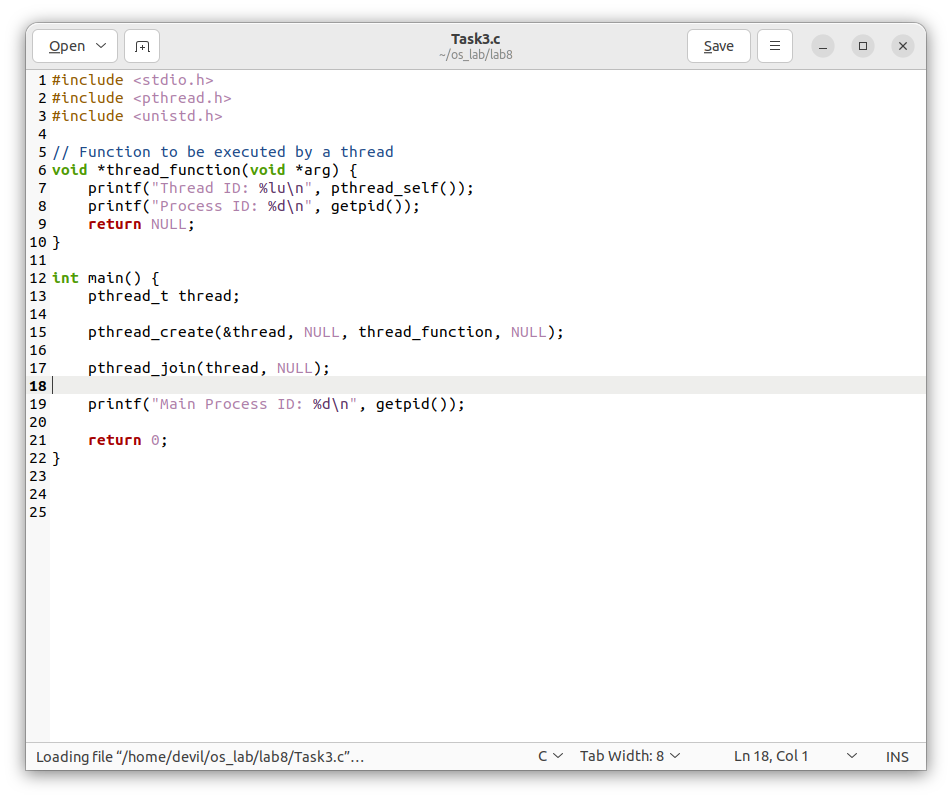 Open
Task3.c
~/os_lab/lab8
Save
1 #include <stdio.h>
2 #include <pthread.h>
3 #include <unistd.h>
4
5 // Function to be executed by a thread
6 void *thread_function(void *arg) {
7     printf("Thread ID: %lu\n", pthread_self());
8     printf("Process ID: %d\n", getpid());
9     return NULL;
10 }
11
12 int main() {
13     pthread_t thread;
14
15     pthread_create(&thread, NULL, thread_function, NULL);
16
17     pthread_join(thread, NULL);
18
19     printf("Main Process ID: %d\n", getpid());
20
21     return 0;
22 }
23
24
25
Loading file “/home/devil/os_lab/lab8/Task3.c”… C Tab Width: 8 Ln 18, Col 1 INS